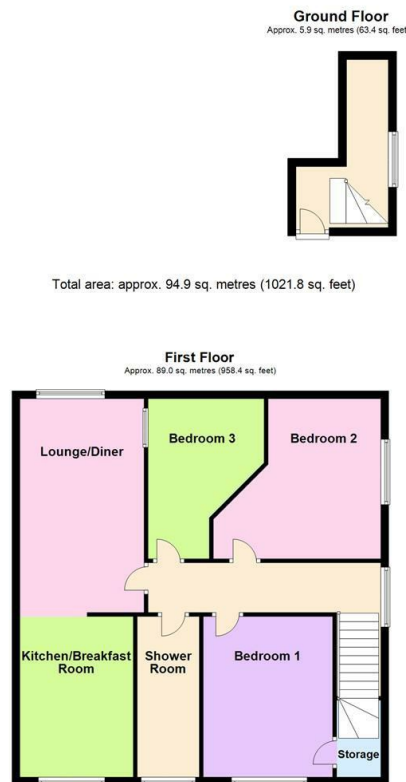 Ground Floor
Approx. 5.9 sq. metres (63.4 sq. feet
Total area: approx. 94.9 sq. metres (1021.8 sq. feet)
First Floor
Approx. 89.0 sq. metres (958.4 sq. feet)
Lounge/Diner
Bedroom 3
Bedroom 2
Kitchen/Breakfast
Room
Shower
Room
Bedroom 1
Storage